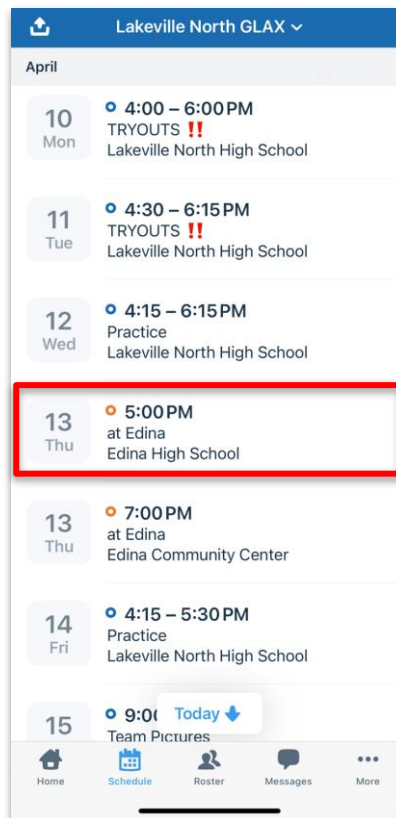 Lakeville North GLAX
April
10
Mon
4:00 – 6:00 PM
TRYOUTS ‼️
Lakeville North High School
11
Tue
4:30 – 6:15 PM
TRYOUTS ‼️
Lakeville North High School
12
Wed
4:15 – 6:15 PM
Practice
Lakeville North High School
13
Thu
5:00 PM
at Edina
Edina High School
13
Thu
7:00 PM
at Edina
Edina Community Center
14
Fri
4:15 – 5:30 PM
Practice
Lakeville North High School
15
Today
Team Pictures
Home
Schedule
Roster
Messages
More